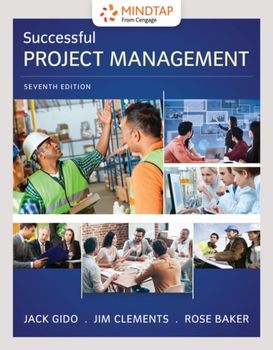 MINDTAP
From Cengage
Successful
PROJECT MANAGEMENT
SEVENTH EDITION
JACK GIDO . JIM CLEMENTS . ROSE BAKER